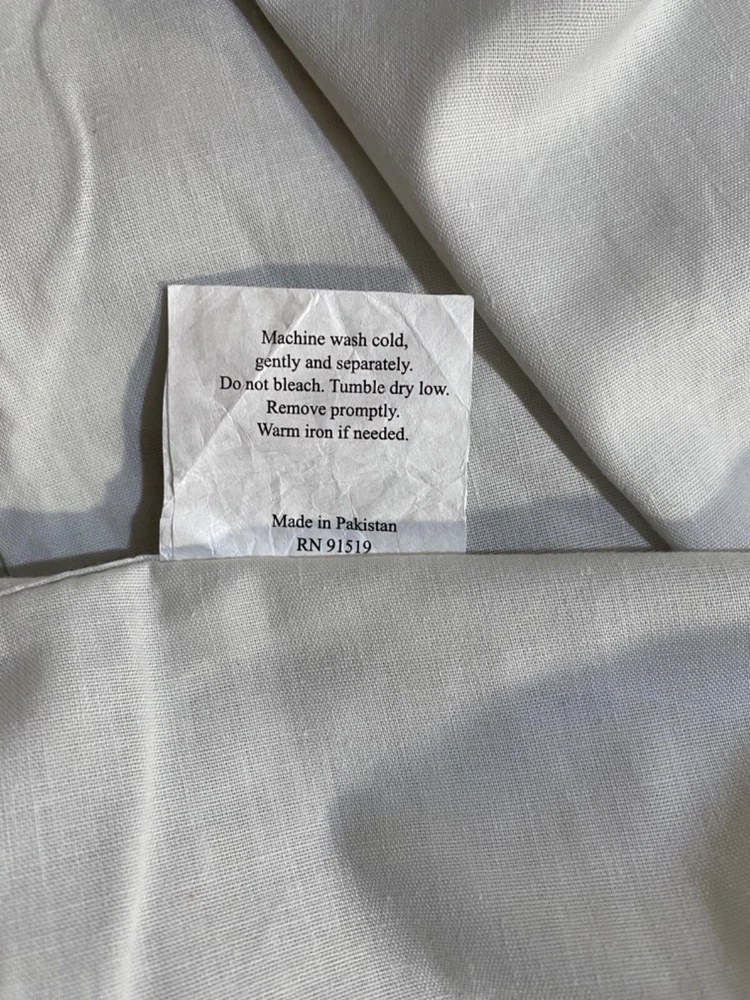 Machine wash cold,
gently and separately.
Do not bleach. Tumble dry low.
Remove promptly.
Warm iron if needed.
Made in Pakistan
RN 91519